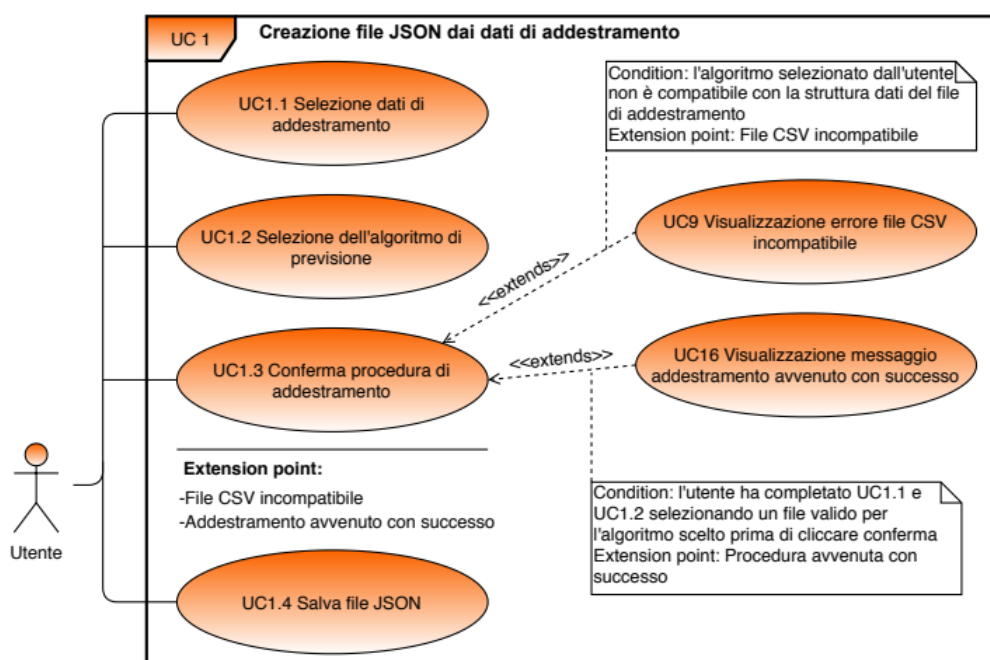 UC 1
Creazione file JSON dai dati di addestramento
UC1.1 Selezione dati di
addestramento
Condition: l'algoritmo selezionato dall'utente
non è compatibile con la struttura dati del file
di addestramento
Extension point: File CSV incompatibile
UC1.2 Selezione dell'algoritmo di
previsione
UC9 Visualizzazione errore file CSV
incompatibile
<<extends>>
UC1.3 Conferma procedura di
addestramento
<<extends>>
UC16 Visualizzazione messaggio
addestramento avvenuto con successo
Extension point:
-File CSV incompatibile
-Addestramento avvenuto con successo
Condition: l'utente ha completato UC1.1 e
UC1.2 selezionando un file valido per
l'algoritmo scelto prima di cliccare conferma
Extension point: Procedura avvenuta con
successo
Utente
UC1.4 Salva file JSON